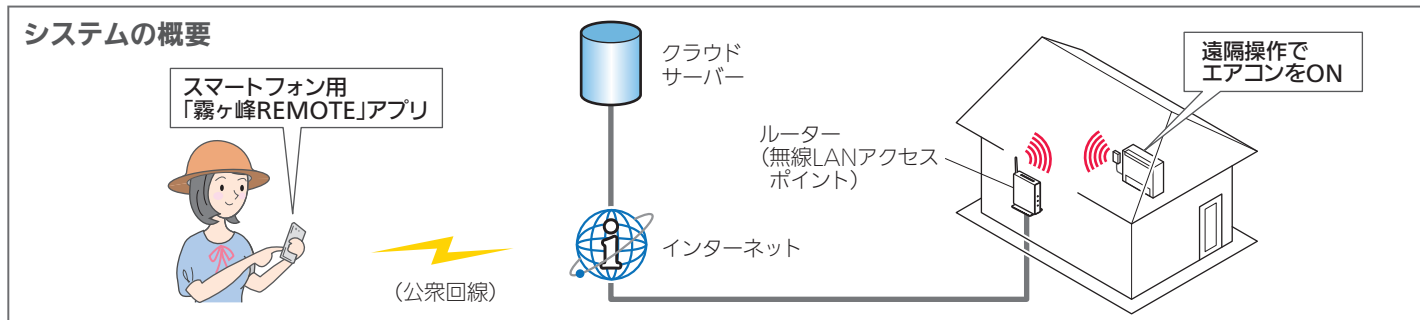 システムの概要
スマートフォン用
「霧ヶ峰REMOTE」アプリ
クラウド
サーバー
遠隔操作で
エアコンをON
ルーター
（無線LANアクセス
ポイント）
インターネット
（公衆回線）